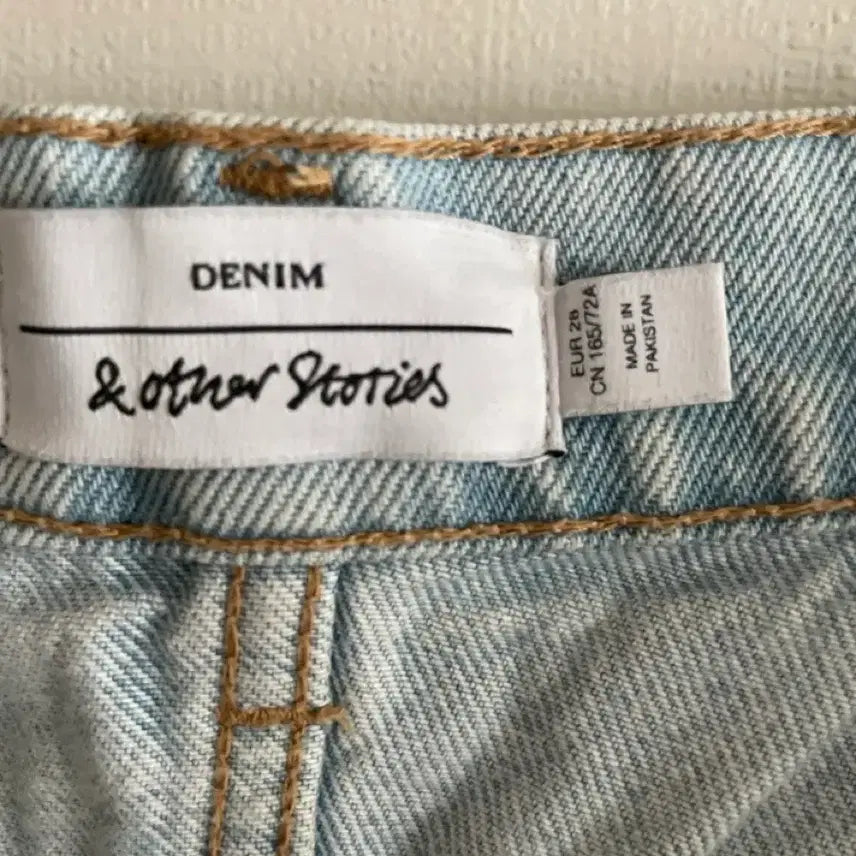 DENIM
& other Stories
EUR 28
CN 165/72A
MADE IN
PAKISTAN